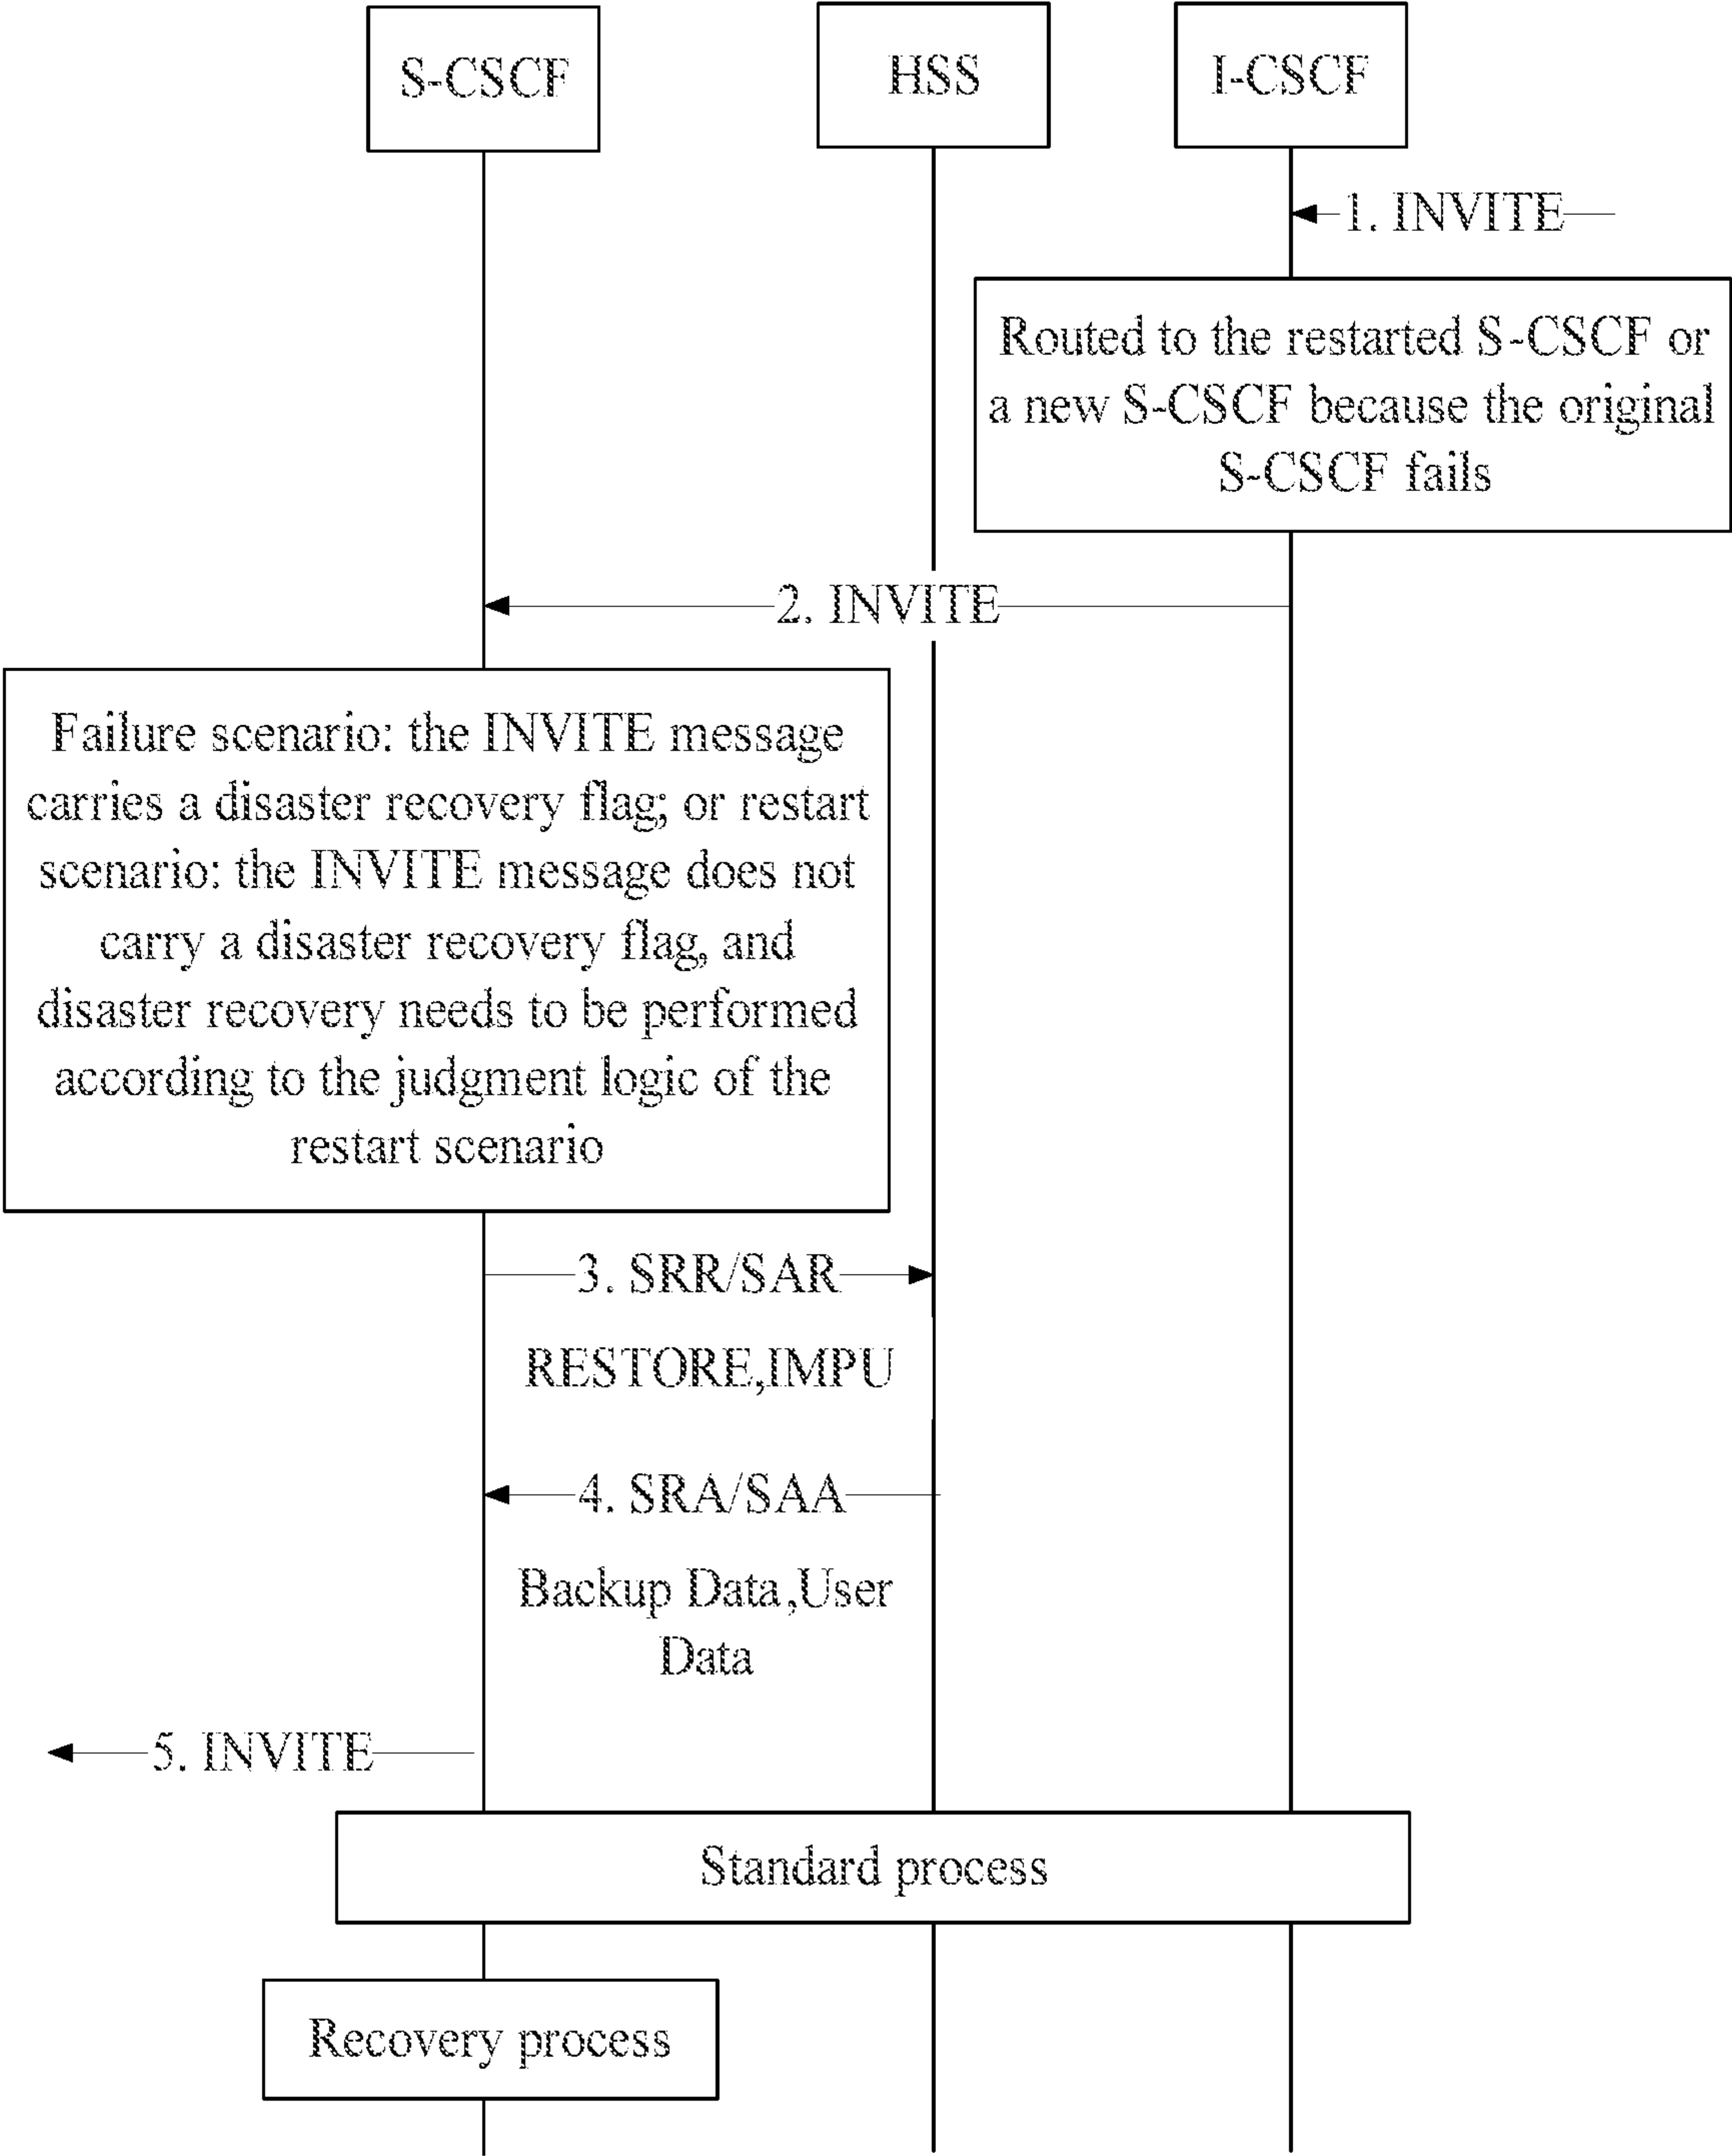 S-CSCF
HSS
I-CSCF
1. INVITE
Routed to the restarted S-CSCF or
a new S-CSCF because the original
S-CSCF fails
2. INVITE
Failure scenario: the INVITE message
carries a disaster recovery flag; or restart
scenario: the INVITE message does not
carry a disaster recovery flag, and
disaster recovery needs to be performed
according to the judgment logic of the
restart scenario
3. SRR/SAR
RESTORE,IMPU
4. SRA/SAA
Backup Data,User
Data
5. INVITE
Standard process
Recovery process